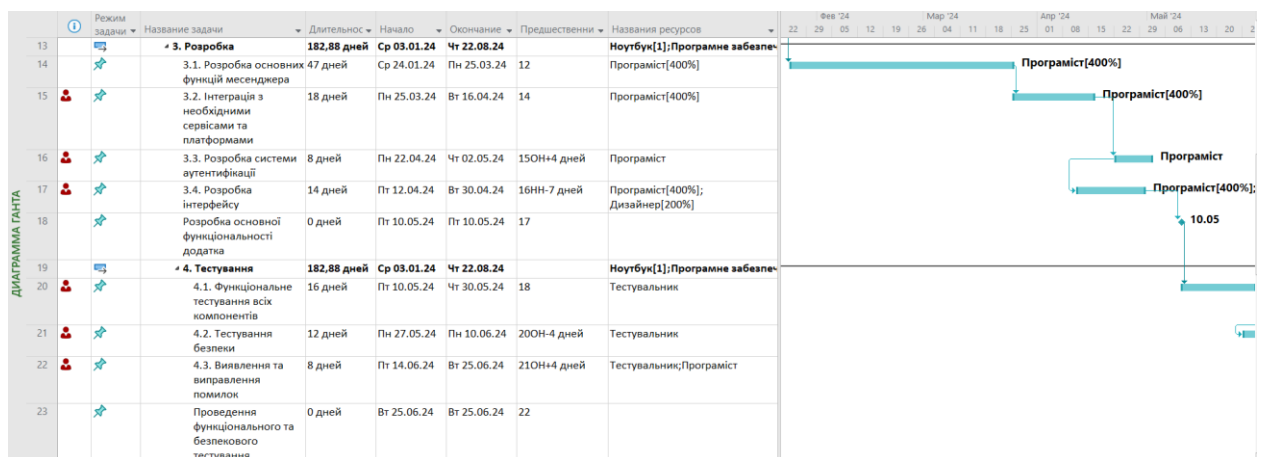 ДИАГРАММА ГАНТА
Режим задачи Название задачи Длительнос Начало Окончание Предшественни Названия ресурсов
Фев '24 Мар '24 Апр '24 Май '24
22 29 05 12 19 26 04 11 18 25 01 08 15 22 29 06 13 20
13 3. Розробка 182,88 дней Ср 03.01.24 Чт 22.08.24 Ноутбук[1];Програмне забезпеч
14 3.1. Розробка основних 47 дней Ср 24.01.24 Пн 25.03.24 12 Програміст[400%] Програміст[400%]
функцій месенджера
15 3.2. Інтеграція з 18 дней Пн 25.03.24 Вт 16.04.24 14 Програміст[400%] Програміст[400%]
необхідними
сервісами та
платформами
16 3.3. Розробка системи 8 дней Пн 22.04.24 Чт 02.05.24 15ОН+4 дней Програміст Програміст
аутентифікації
17 3.4. Розробка 14 дней Пт 12.04.24 Вт 30.04.24 16НН-7 дней Програміст[400%]; Програміст[400%];
інтерфейсу Дизайнер[200%]
18 Розробка основної 0 дней Пт 10.05.24 Пт 10.05.24 17 10.05
функціональності
додатка
19 4. Тестування 182,88 дней Ср 03.01.24 Чт 22.08.24 Ноутбук[1];Програмне забезпеч
20 4.1. Функціональне 16 дней Пт 10.05.24 Чт 30.05.24 18 Тестувальник
тестування всіх
компонентів
21 4.2. Тестування 12 дней Пн 27.05.24 Пн 10.06.24 20ОН-4 дней Тестувальник
безпеки
22 4.3. Виявлення та 8 дней Пт 14.06.24 Вт 25.06.24 21ОН+4 дней Тестувальник;Програміст
виправлення
помилок
23 Проведення 0 дней Вт 25.06.24 Вт 25.06.24 22
функціонального та
безпекового
тестування